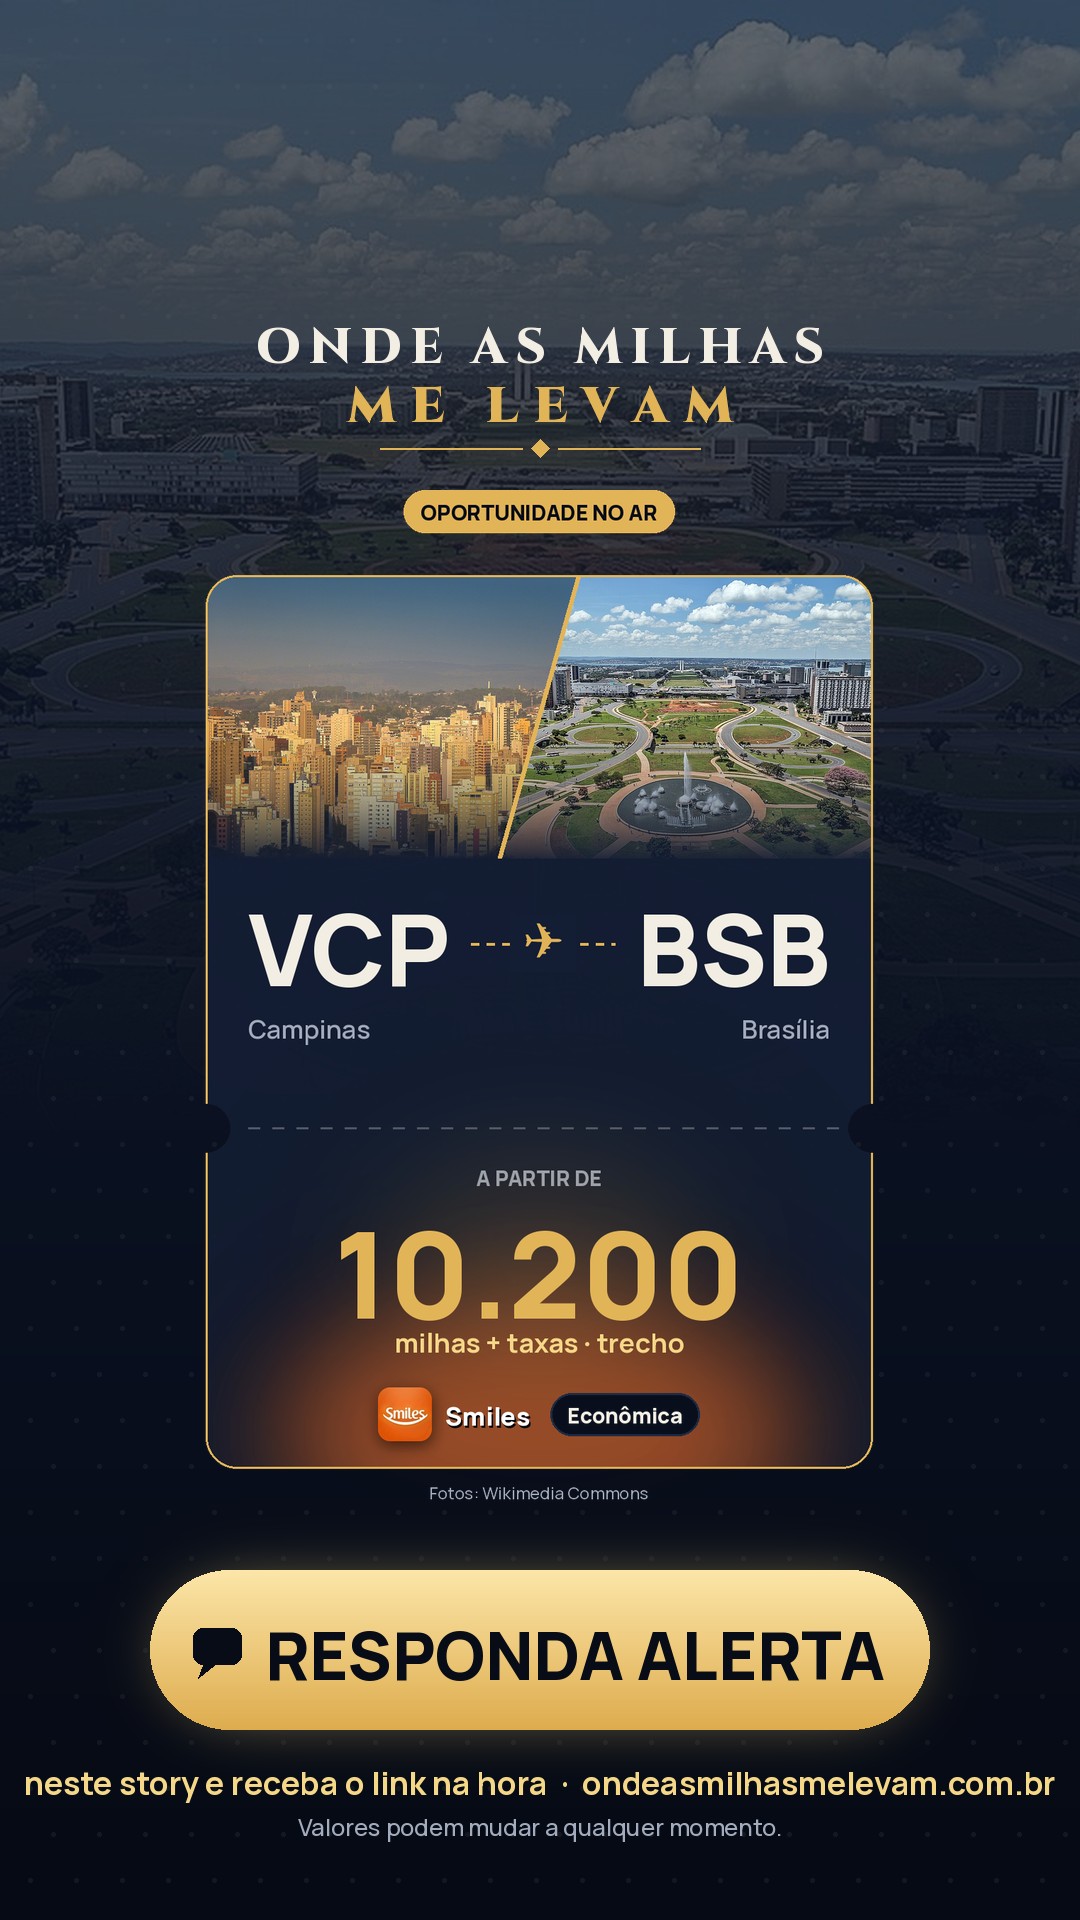 ONDE AS MILHAS
ME LEVAM
OPORTUNIDADE NO AR
VCP
BSB
Campinas
Brasília
A PARTIR DE
10.200
milhas + taxas · trecho
Smiles
Smiles
Econômica
Fotos: Wikimedia Commons
RESPONDA ALERTA
neste story e receba o link na hora · ondeasmilhasmelevam.com.br
Valores podem mudar a qualquer momento.